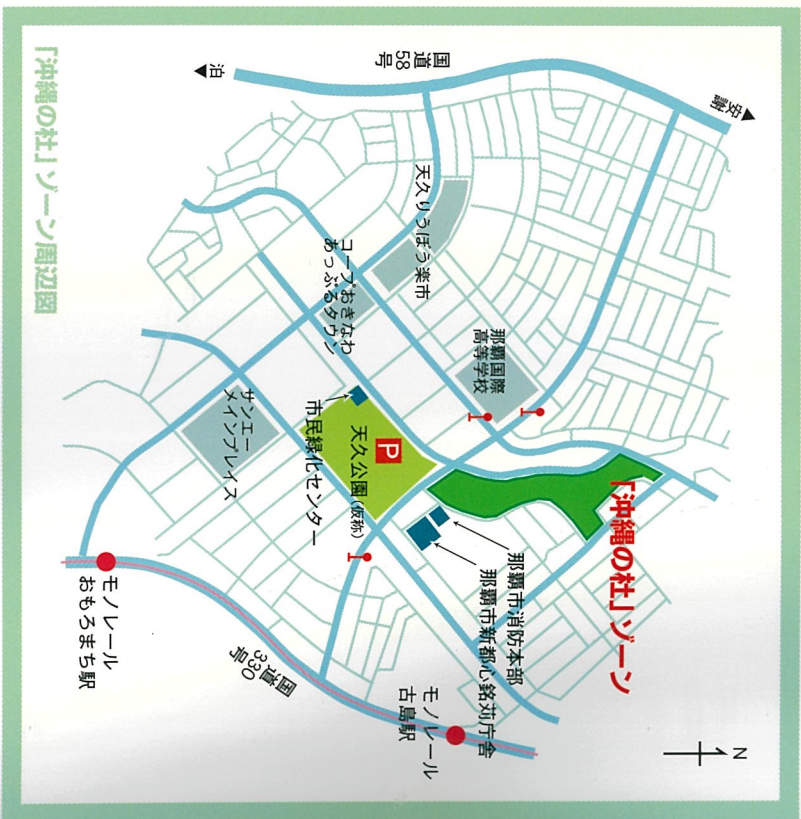 「沖縄の杜」ゾーン周辺図
国道
58号
▲泊
▲安謝
天久りうぼう楽市
コープおきなわ
あっぷるタウン
那覇国際
高等学校
サンエー
メインプレイス
市民緑化センター
天久公園(仮称)
P
「沖縄の杜」ゾーン
那覇市消防本部
那覇市新都心銘苅庁舎
モノレール
おもろまち駅
国道
330号
モノレール
古島駅
N